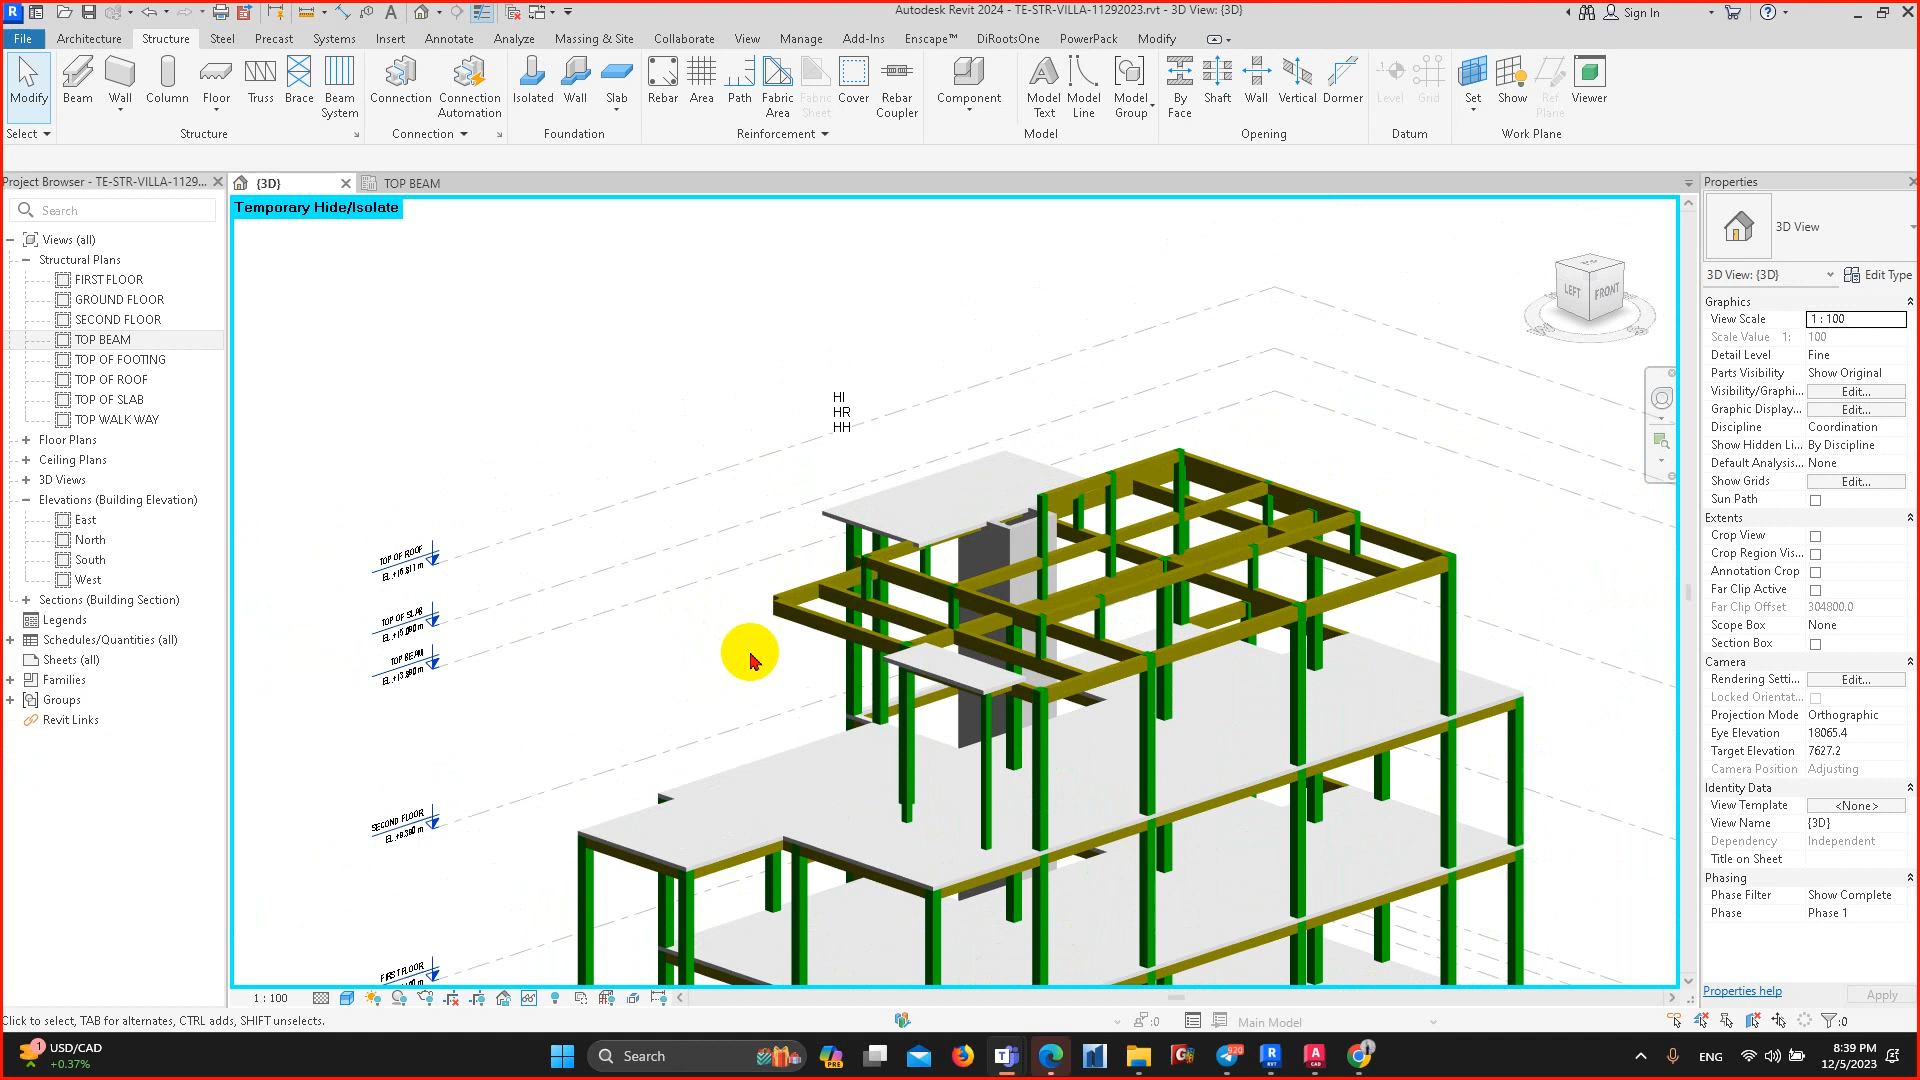 Autodesk Revit 2024 - TE-STR-VILLA-11292023.rvt - 3D View: {3D}
Sign In
File Architecture Structure Steel Precast Systems Insert Annotate Analyze Massing & Site Collaborate View Manage Add-Ins Enscape™ DiRootsOne PowerPack Modify
Modify Beam Wall Column Floor Truss Brace Beam System Connection Connection Automation Isolated Wall Slab Rebar Area Path Fabric Area Fabric Sheet Cover Rebar Coupler Component Model Text Model Line Model Group By Face Shaft Wall Vertical Dormer Level Grid Set Show Ref Plane Viewer
Select Structure Connection Foundation Reinforcement Model Opening Datum Work Plane
Project Browser - TE-STR-VILLA-1129...
{3D}
TOP BEAM
Properties
Search
Temporary Hide/Isolate
Views (all)
Structural Plans
FIRST FLOOR
GROUND FLOOR
SECOND FLOOR
TOP BEAM
TOP OF FOOTING
TOP OF ROOF
TOP OF SLAB
TOP WALK WAY
Floor Plans
Ceiling Plans
3D Views
Elevations (Building Elevation)
East
North
South
West
Sections (Building Section)
Legends
Schedules/Quantities (all)
Sheets (all)
Families
Groups
Revit Links
HI
HR
HH
TOP OF ROOF
TOP OF SLAB
TOP BEAM
SECOND FLOOR
FIRST FLOOR
LEFT
FRONT
3D View
3D View: {3D} Edit Type
Graphics
View Scale 1 : 100
Scale Value 1: 100
Detail Level Fine
Parts Visibility Show Original
Visibility/Graphi... Edit...
Graphic Display... Edit...
Discipline Coordination
Show Hidden Li... By Discipline
Default Analysis... None
Show Grids Edit...
Sun Path
Extents
Crop View
Crop Region Vis...
Annotation Crop
Far Clip Active
Far Clip Offset 304800.0
Scope Box None
Section Box
Camera
Rendering Setti... Edit...
Locked Orientat...
Projection Mode Orthographic
Eye Elevation 18065.4
Target Elevation 7627.2
Camera Position Adjusting
Identity Data
View Template <None>
View Name {3D}
Dependency Independent
Title on Sheet
Phasing
Phase Filter Show Complete
Phase Phase 1
Properties help
Apply
1 : 100
Click to select, TAB for alternates, CTRL adds, SHIFT unselects.
:0
Main Model
:0
1
USD/CAD
+0.37%
Search
PRE
ENG
8:39 PM
12/5/2023